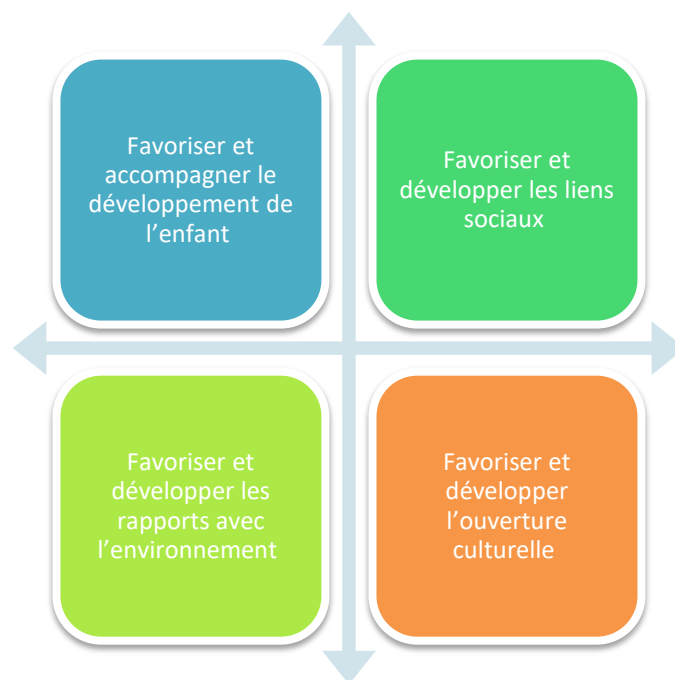 Favoriser et
accompagner le
développement de
l’enfant
Favoriser et
développer les liens
sociaux
Favoriser et
développer les
rapports avec
l’environnement
Favoriser et
développer
l’ouverture
culturelle